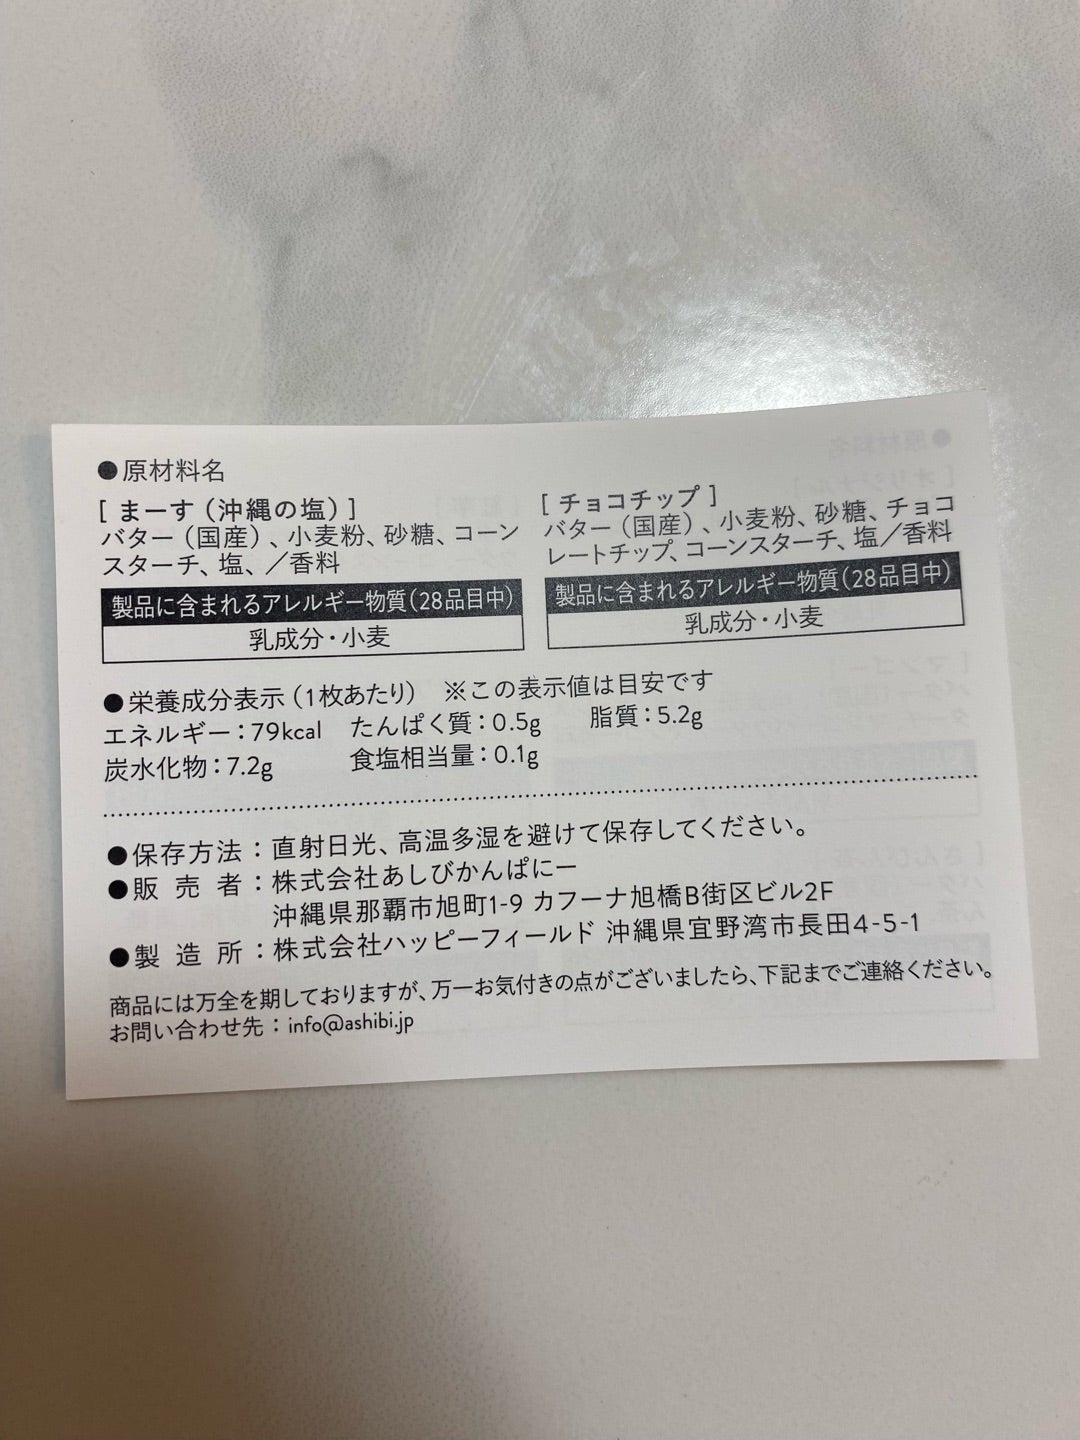 ●原材料名
[ まーす（沖縄の塩）]
バター（国産）、小麦粉、砂糖、コーン
スターチ、塩、／香料
製品に含まれるアレルギー物質（28品目中）
乳成分・小麦
[ チョコチップ ]
バター（国産）、小麦粉、砂糖、チョコ
レートチップ、コーンスターチ、塩／香料
製品に含まれるアレルギー物質（28品目中）
乳成分・小麦
●栄養成分表示（1枚あたり） ※この表示値は目安です
エネルギー：79kcal たんぱく質：0.5g 脂質：5.2g
炭水化物：7.2g 食塩相当量：0.1g
●保存方法：直射日光、高温多湿を避けて保存してください。
●販売者：株式会社あしびかんぱにー
沖縄県那覇市旭町1-9 カフーナ旭橋B街区ビル2F
●製造所：株式会社ハッピーフィールド 沖縄県宜野湾市長田4-5-1
商品には万全を期しておりますが、万一お気付きの点がございましたら、下記までご連絡ください。
お問い合わせ先：info@ashibi.jp